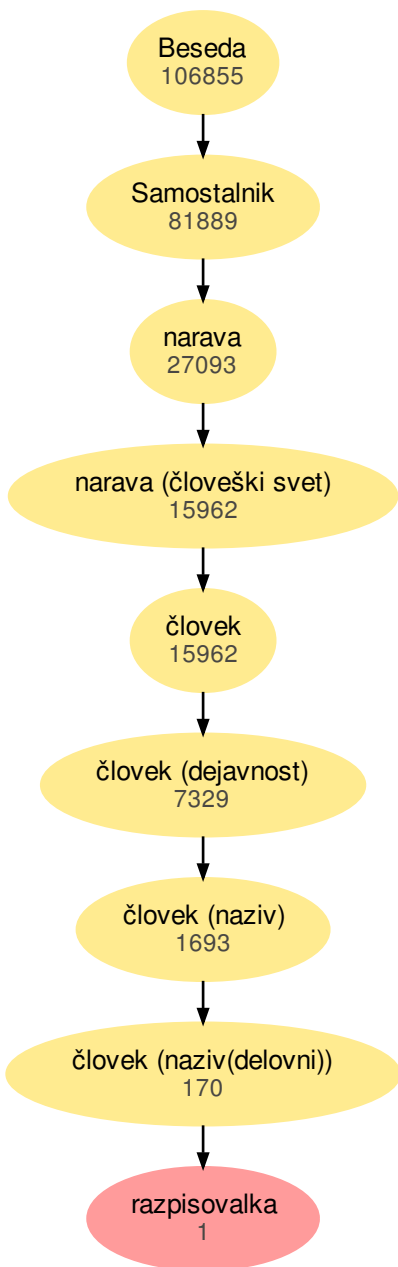 Beseda
106855
Samostalnik
81889
narava
27093
narava (človeški svet)
15962
človek
15962
človek (dejavnost)
7329
človek (naziv)
1693
človek (naziv(delovni))
170
razpisovalka
1